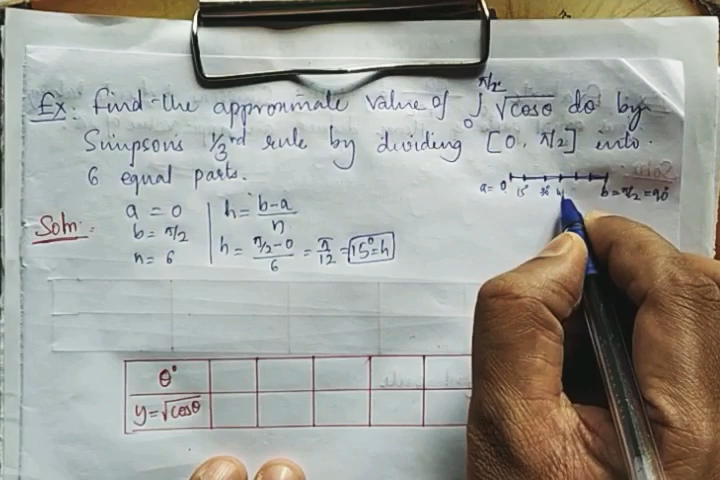 Ex: Find the approximate value of ∫₀^π/2 √cosθ dθ by
Simpson's 1/3rd rule by dividing [0, π/2] into
6 equal parts.
a = 0 15° 30° 4 b = π/2 = 90°
Soln:
a = 0
b = π/2
n = 6
h = b-a/n
h = π/2-0/6 = π/12 = 15° = h
θ°
y = √cosθ